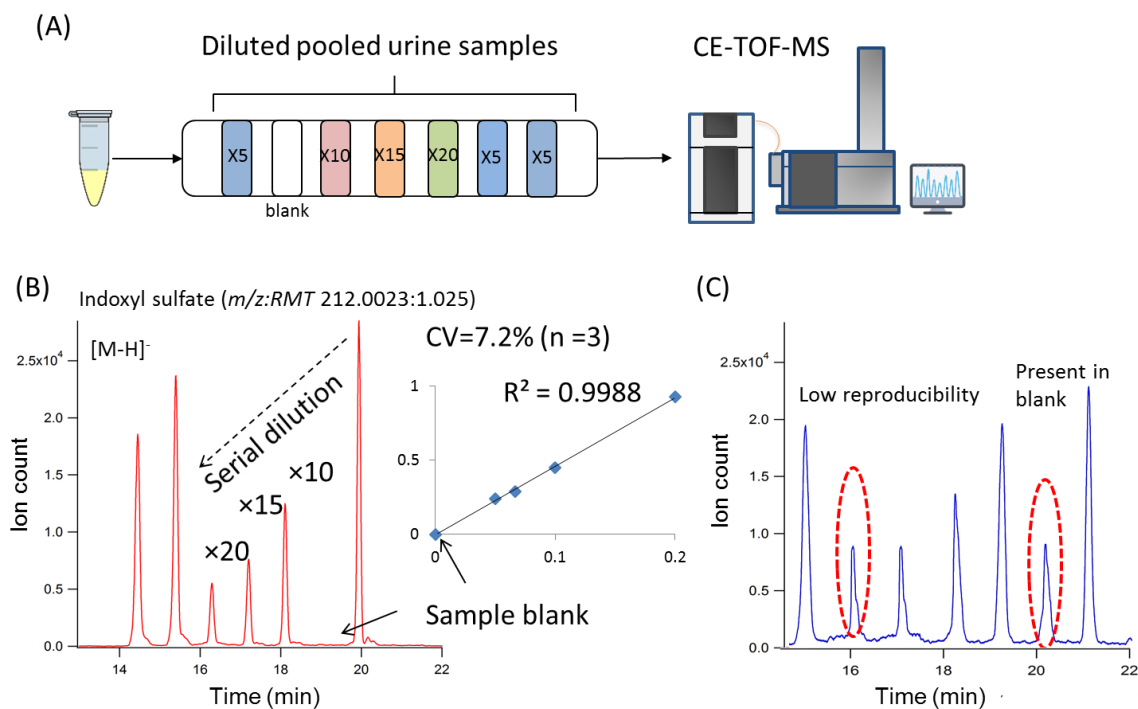 (A)
Diluted pooled urine samples
CE-TOF-MS
X5
X10
X15
X20
X5
X5
blank
(B)
Indoxyl sulfate (m/z:RMT 212.0023:1.025)
[M-H]-
Serial dilution
×20
×15
×10
CV=7.2% (n =3)
R² = 0.9988
1
0.5
0
0
0.1
0.2
Sample blank
2.5x10⁴
2.0
1.5
1.0
0.5
0.0
Ion count
14
16
18
20
22
Time (min)
(C)
Low reproducibility
Present in
blank
2.5x10⁴
2.0
1.5
1.0
0.5
0.0
Ion count
16
18
20
22
Time (min)